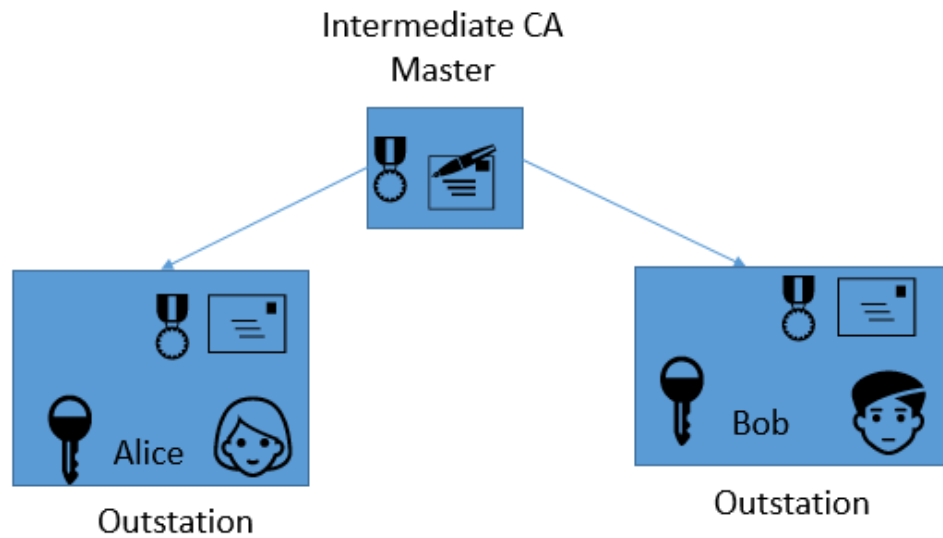 Intermediate CA
Master
Alice
Bob
Outstation
Outstation